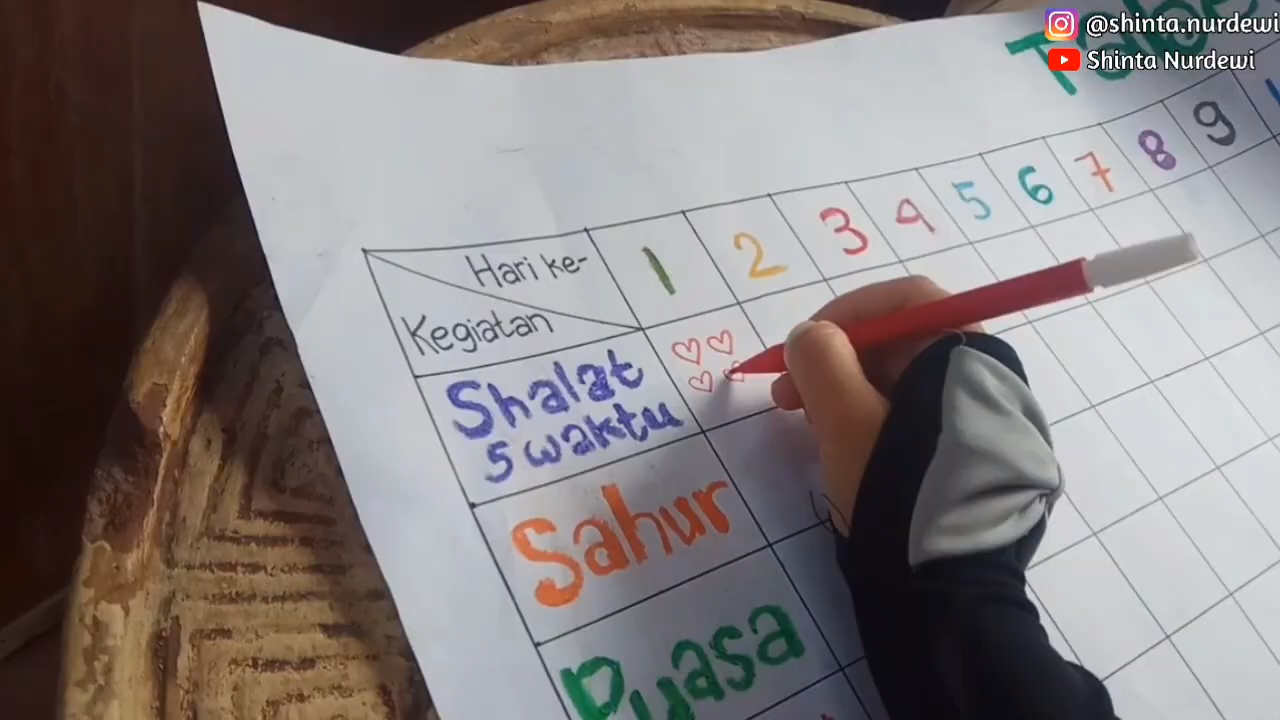 @shinta.nurdewi
Shinta Nurdewi
Hari ke-
1 2 3 4 5 6 7 8 9
Kegiatan
Shalat
5 waktu
Sahur
Puasa